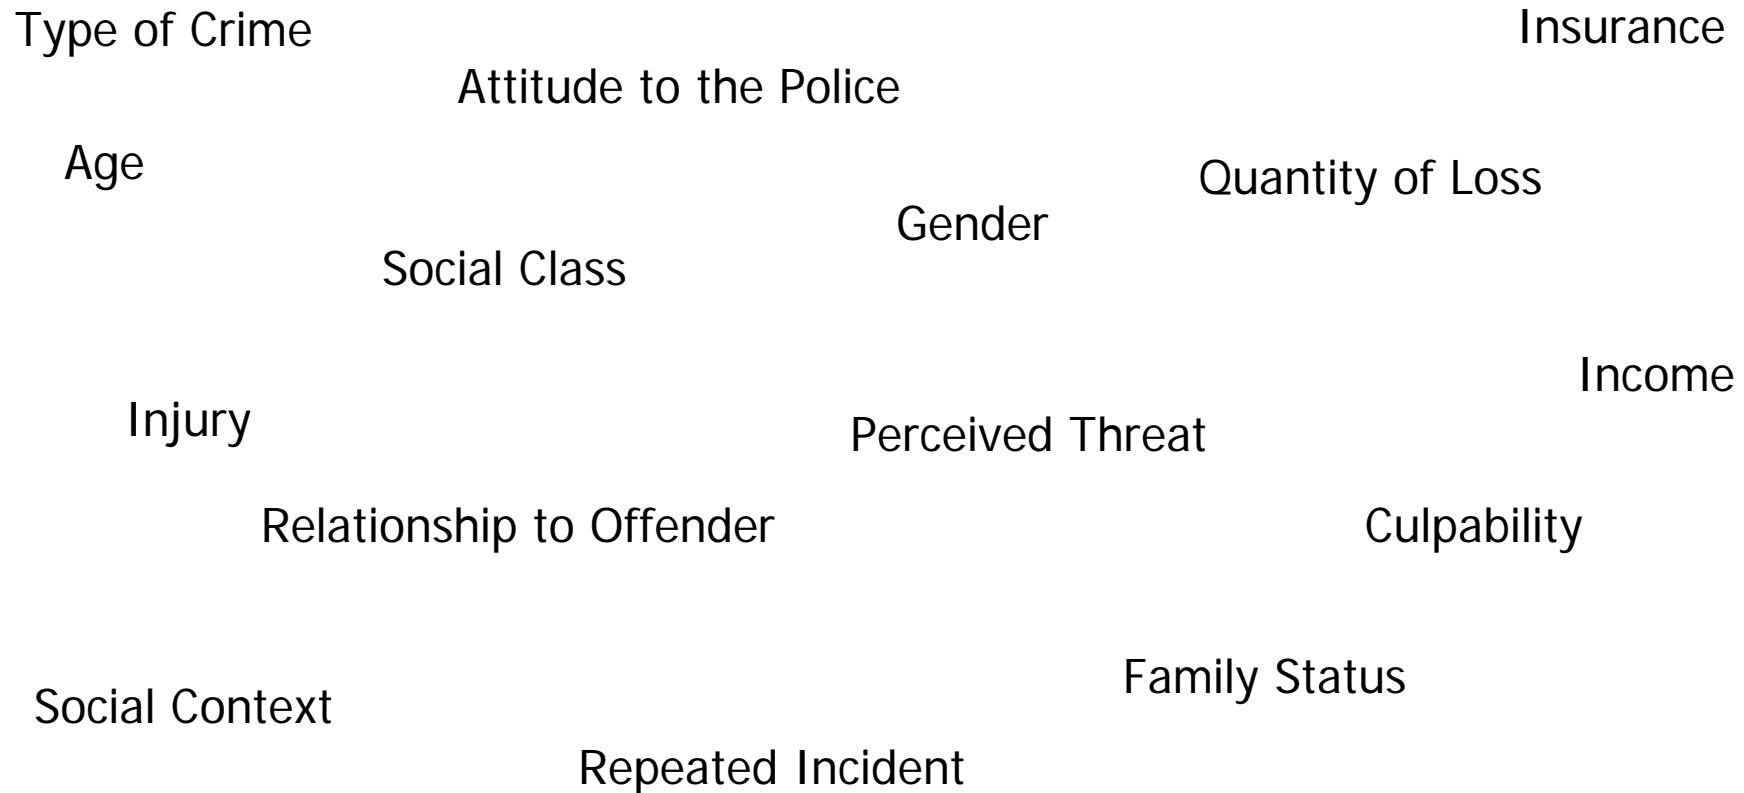 Type of Crime
Insurance
Attitude to the Police
Age
Quantity of Loss
Gender
Social Class
Income
Injury
Perceived Threat
Relationship to Offender
Culpability
Family Status
Social Context
Repeated Incident